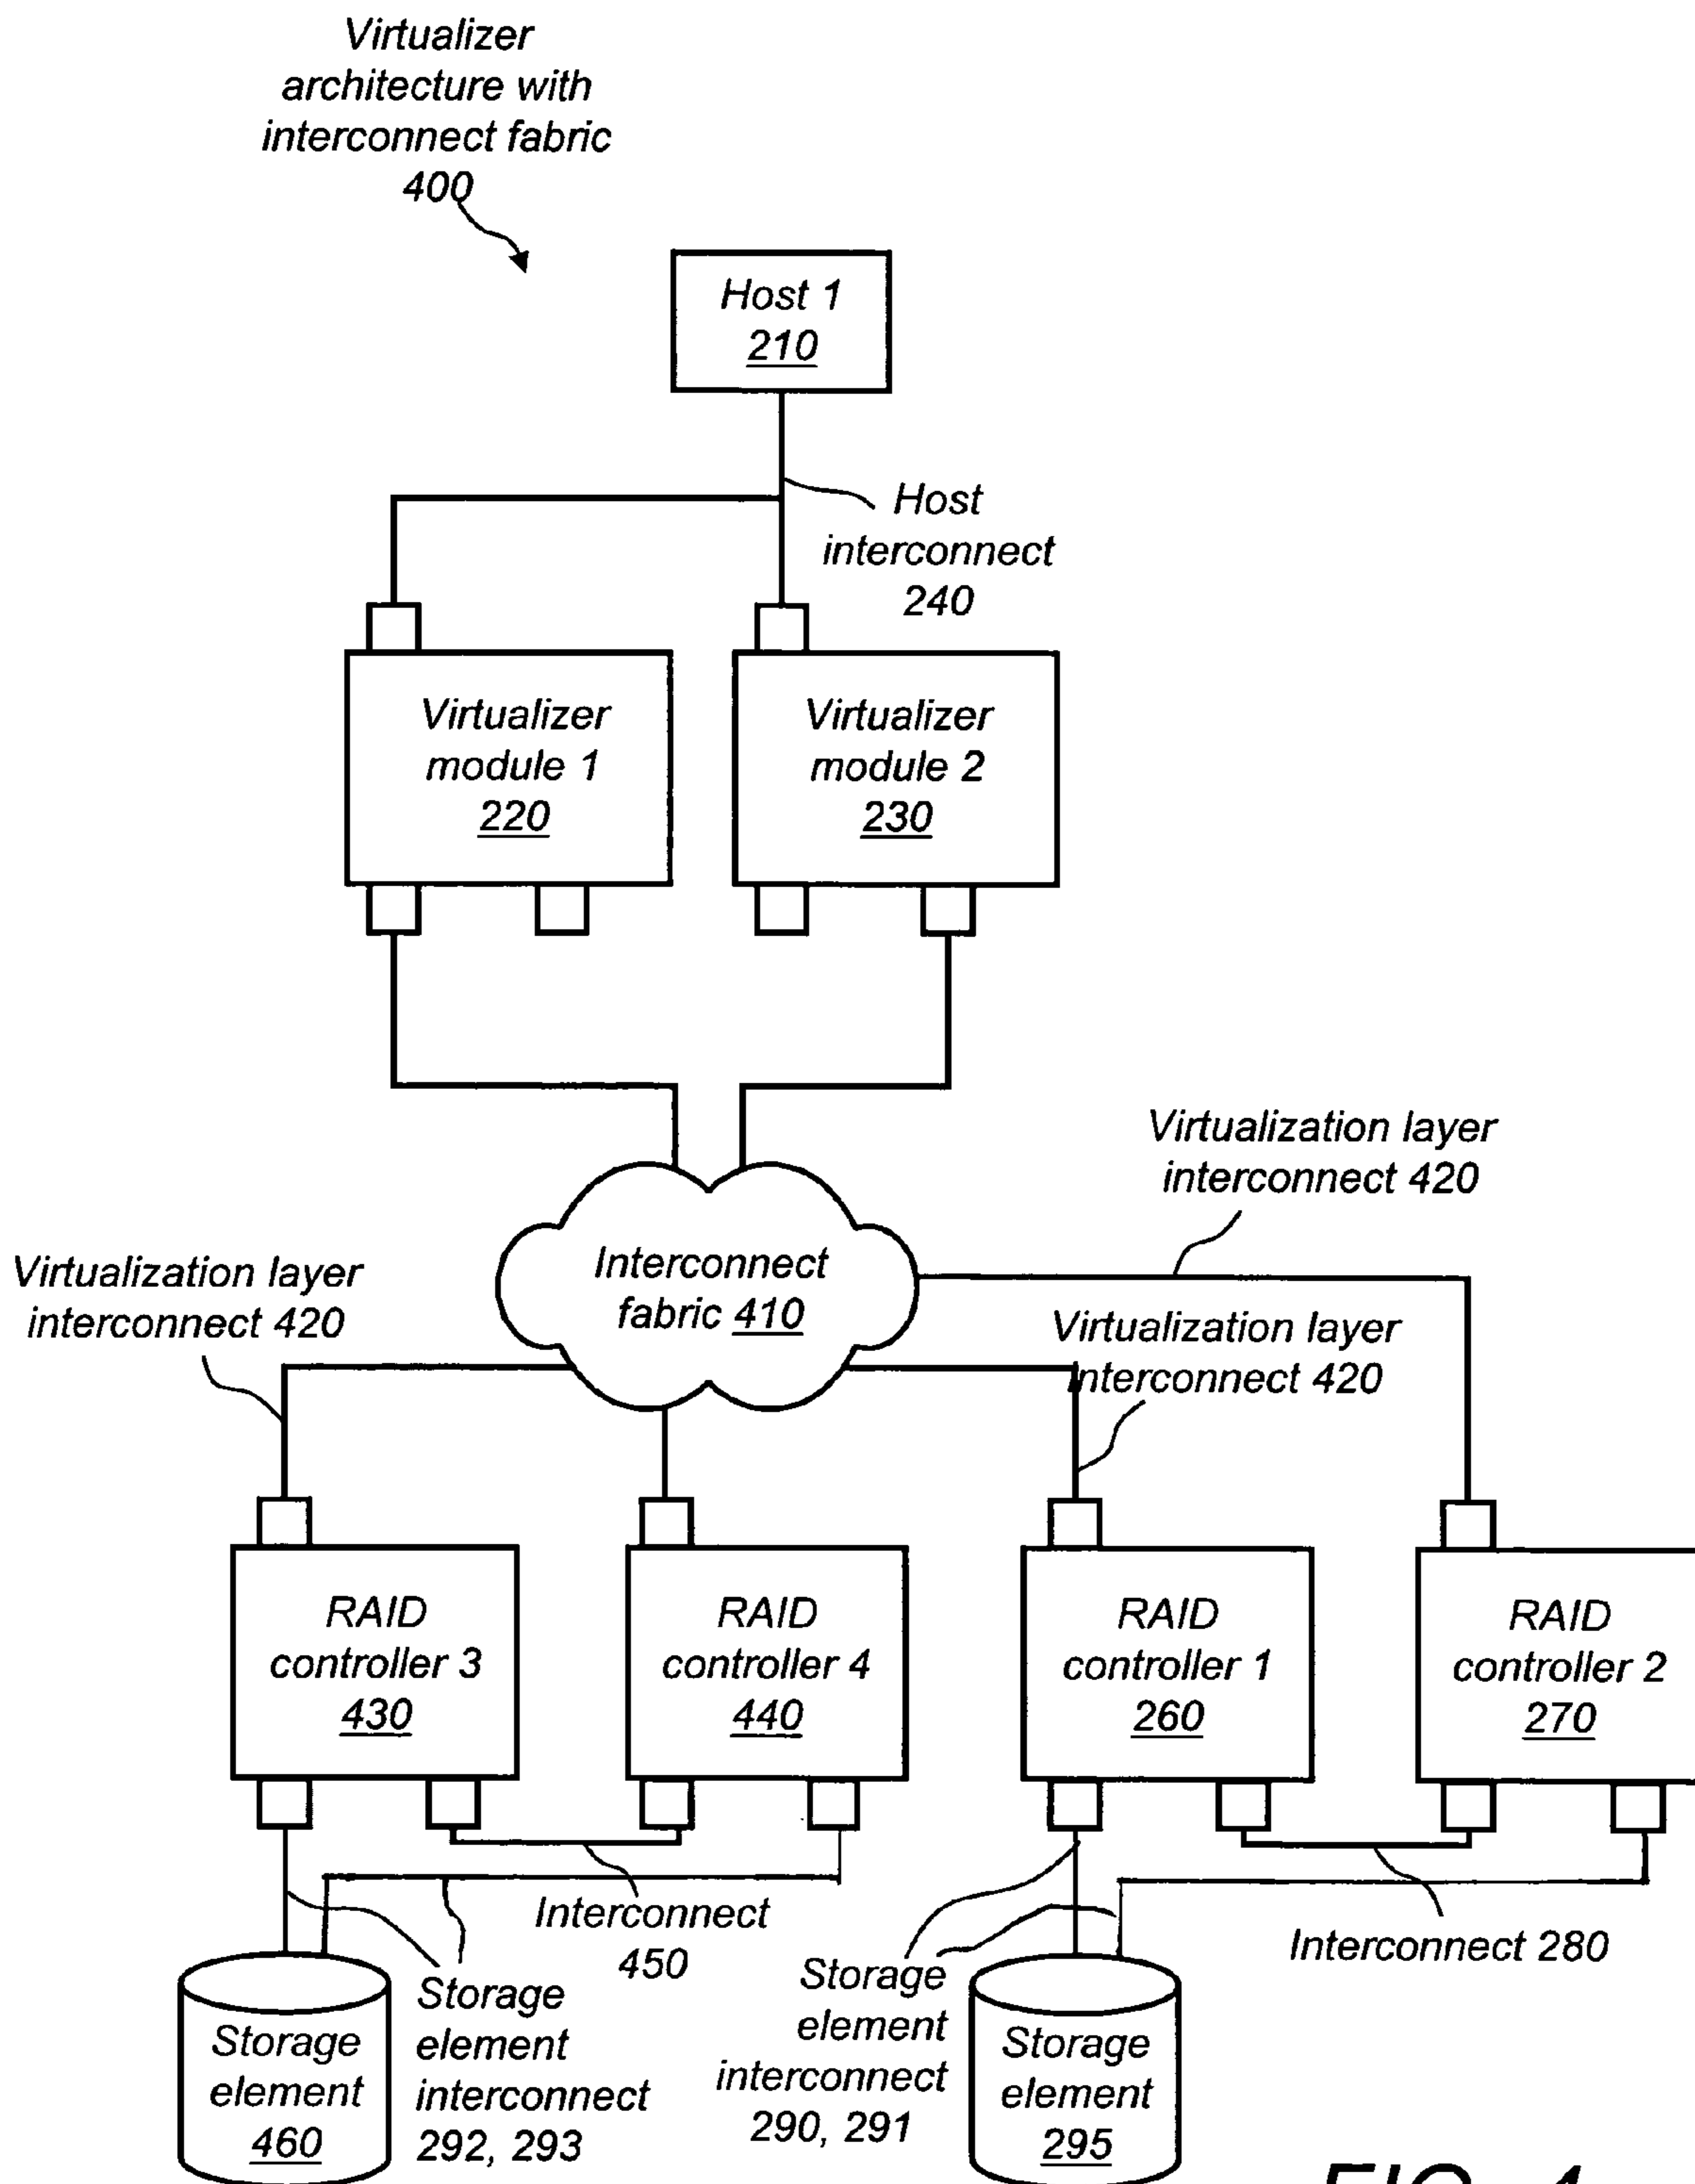 Virtualizer
architecture with
interconnect fabric
400
Host 1
210
Host
interconnect
240
Virtualizer
module 1
220
Virtualizer
module 2
230
Virtualization layer
interconnect 420
Interconnect
fabric 410
Virtualization layer
interconnect 420
Virtualization layer
interconnect 420
RAID
controller 3
430
RAID
controller 4
440
RAID
controller 1
260
RAID
controller 2
270
Interconnect
450
Interconnect 280
Storage
element
460
Storage
element
interconnect
292, 293
Storage
element
interconnect
290, 291
Storage
element
295
FIG. 4